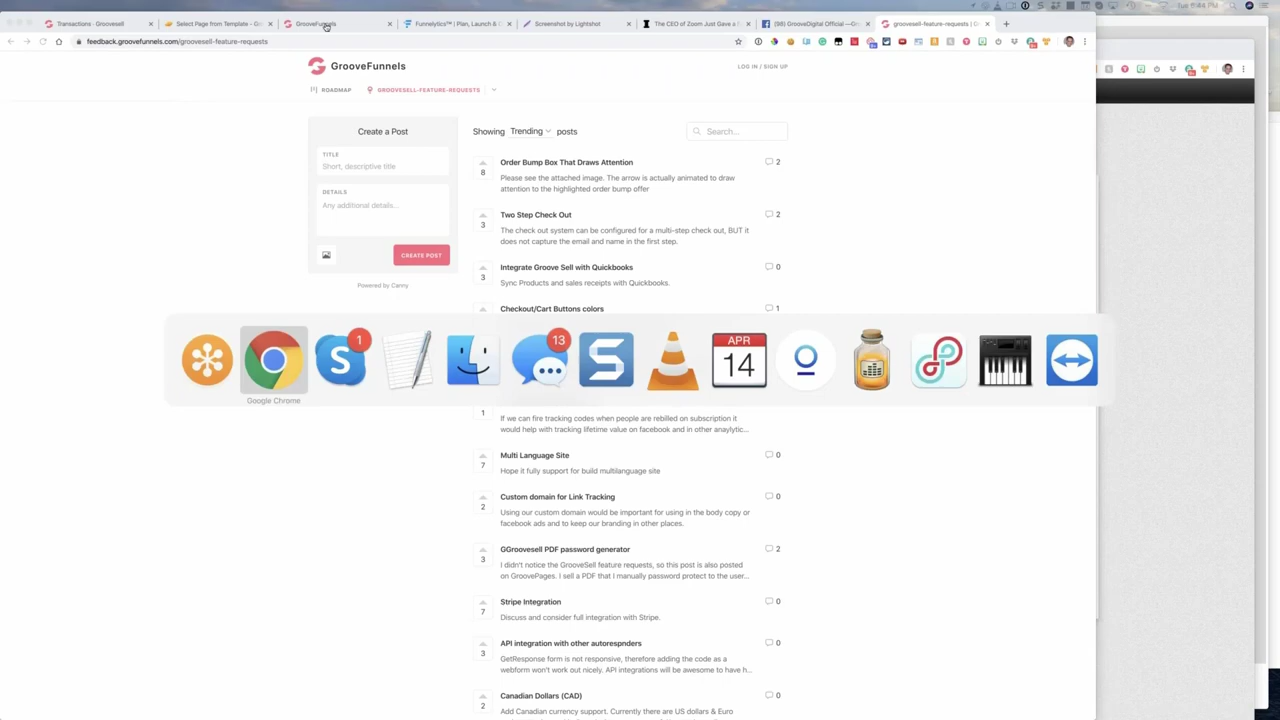 Tue 6:44 PM
Transactions - Groovesell
Select Page from Template - Gr
GrooveFunnels
Funnelytics™ | Plan, Launch &
Screenshot by Lightshot
The CEO of Zoom Just Gave a
(98) GrooveDigital Official —Gr
groovesell-feature-requests | G
feedback.groovefunnels.com/groovesell-feature-requests
GrooveFunnels
LOG IN / SIGN UP
ROADMAP
GROOVESELL-FEATURE-REQUESTS
Create a Post
TITLE
Short, descriptive title
DETAILS
Any additional details...
CREATE POST
Powered by Canny
Showing Trending posts
Search...
Order Bump Box That Draws Attention
2
8
Please see the attached image. The arrow is actually animated to draw
attention to the highlighted order bump offer
Two Step Check Out
2
3
The check out system can be configured for a multi-step check out, BUT it
does not capture the email and name in the first step.
Integrate Groove Sell with Quickbooks
0
3
Sync Products and sales receipts with Quickbooks.
Checkout/Cart Buttons colors
1
1
13
APR
14
Google Chrome
1
If we can fire tracking codes when people are rebilled on subscription it
would help with tracking lifetime value on facebook and in other anaylytic...
Multi Language Site
0
7
Hope it fully support for build multilanguage site
Custom domain for Link Tracking
0
2
Using our custom domain would be important for using in the body copy or
facebook ads and to keep our branding in other places.
GGroovesell PDF password generator
2
3
I didn't notice the GrooveSell feature requests, so this post is also posted
on GroovePages. I sell a PDF that I manually password protect to the user...
Stripe Integration
0
7
Discuss and consider full integration with Stripe.
API integration with other autorespnders
0
3
GetResponse form is not responsive, therefore adding the code as a
webform won't work out nicely. API integrations will be awesome to have h...
Canadian Dollars (CAD)
0
2
Add Canadian currency support. Currently there are US dollars & Euro